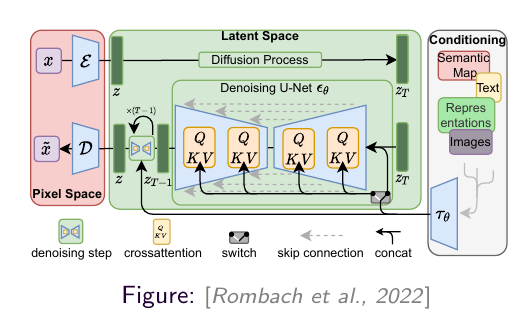 Latent Space
Conditioning
x
ℰ
z
Diffusion Process
z_T
Semantic
Map
Text
Repres
entations
Images
Denoising U-Net ϵ_θ
×(T−1)
Q
K,V
Q
K,V
Q
K,V
Q
K,V
x̃
𝒟
z
z_{T−1}
z_T
τ_θ
Pixel Space
Q
KV
denoising step
crossattention
switch
skip connection
concat
Figure: [Rombach et al., 2022]